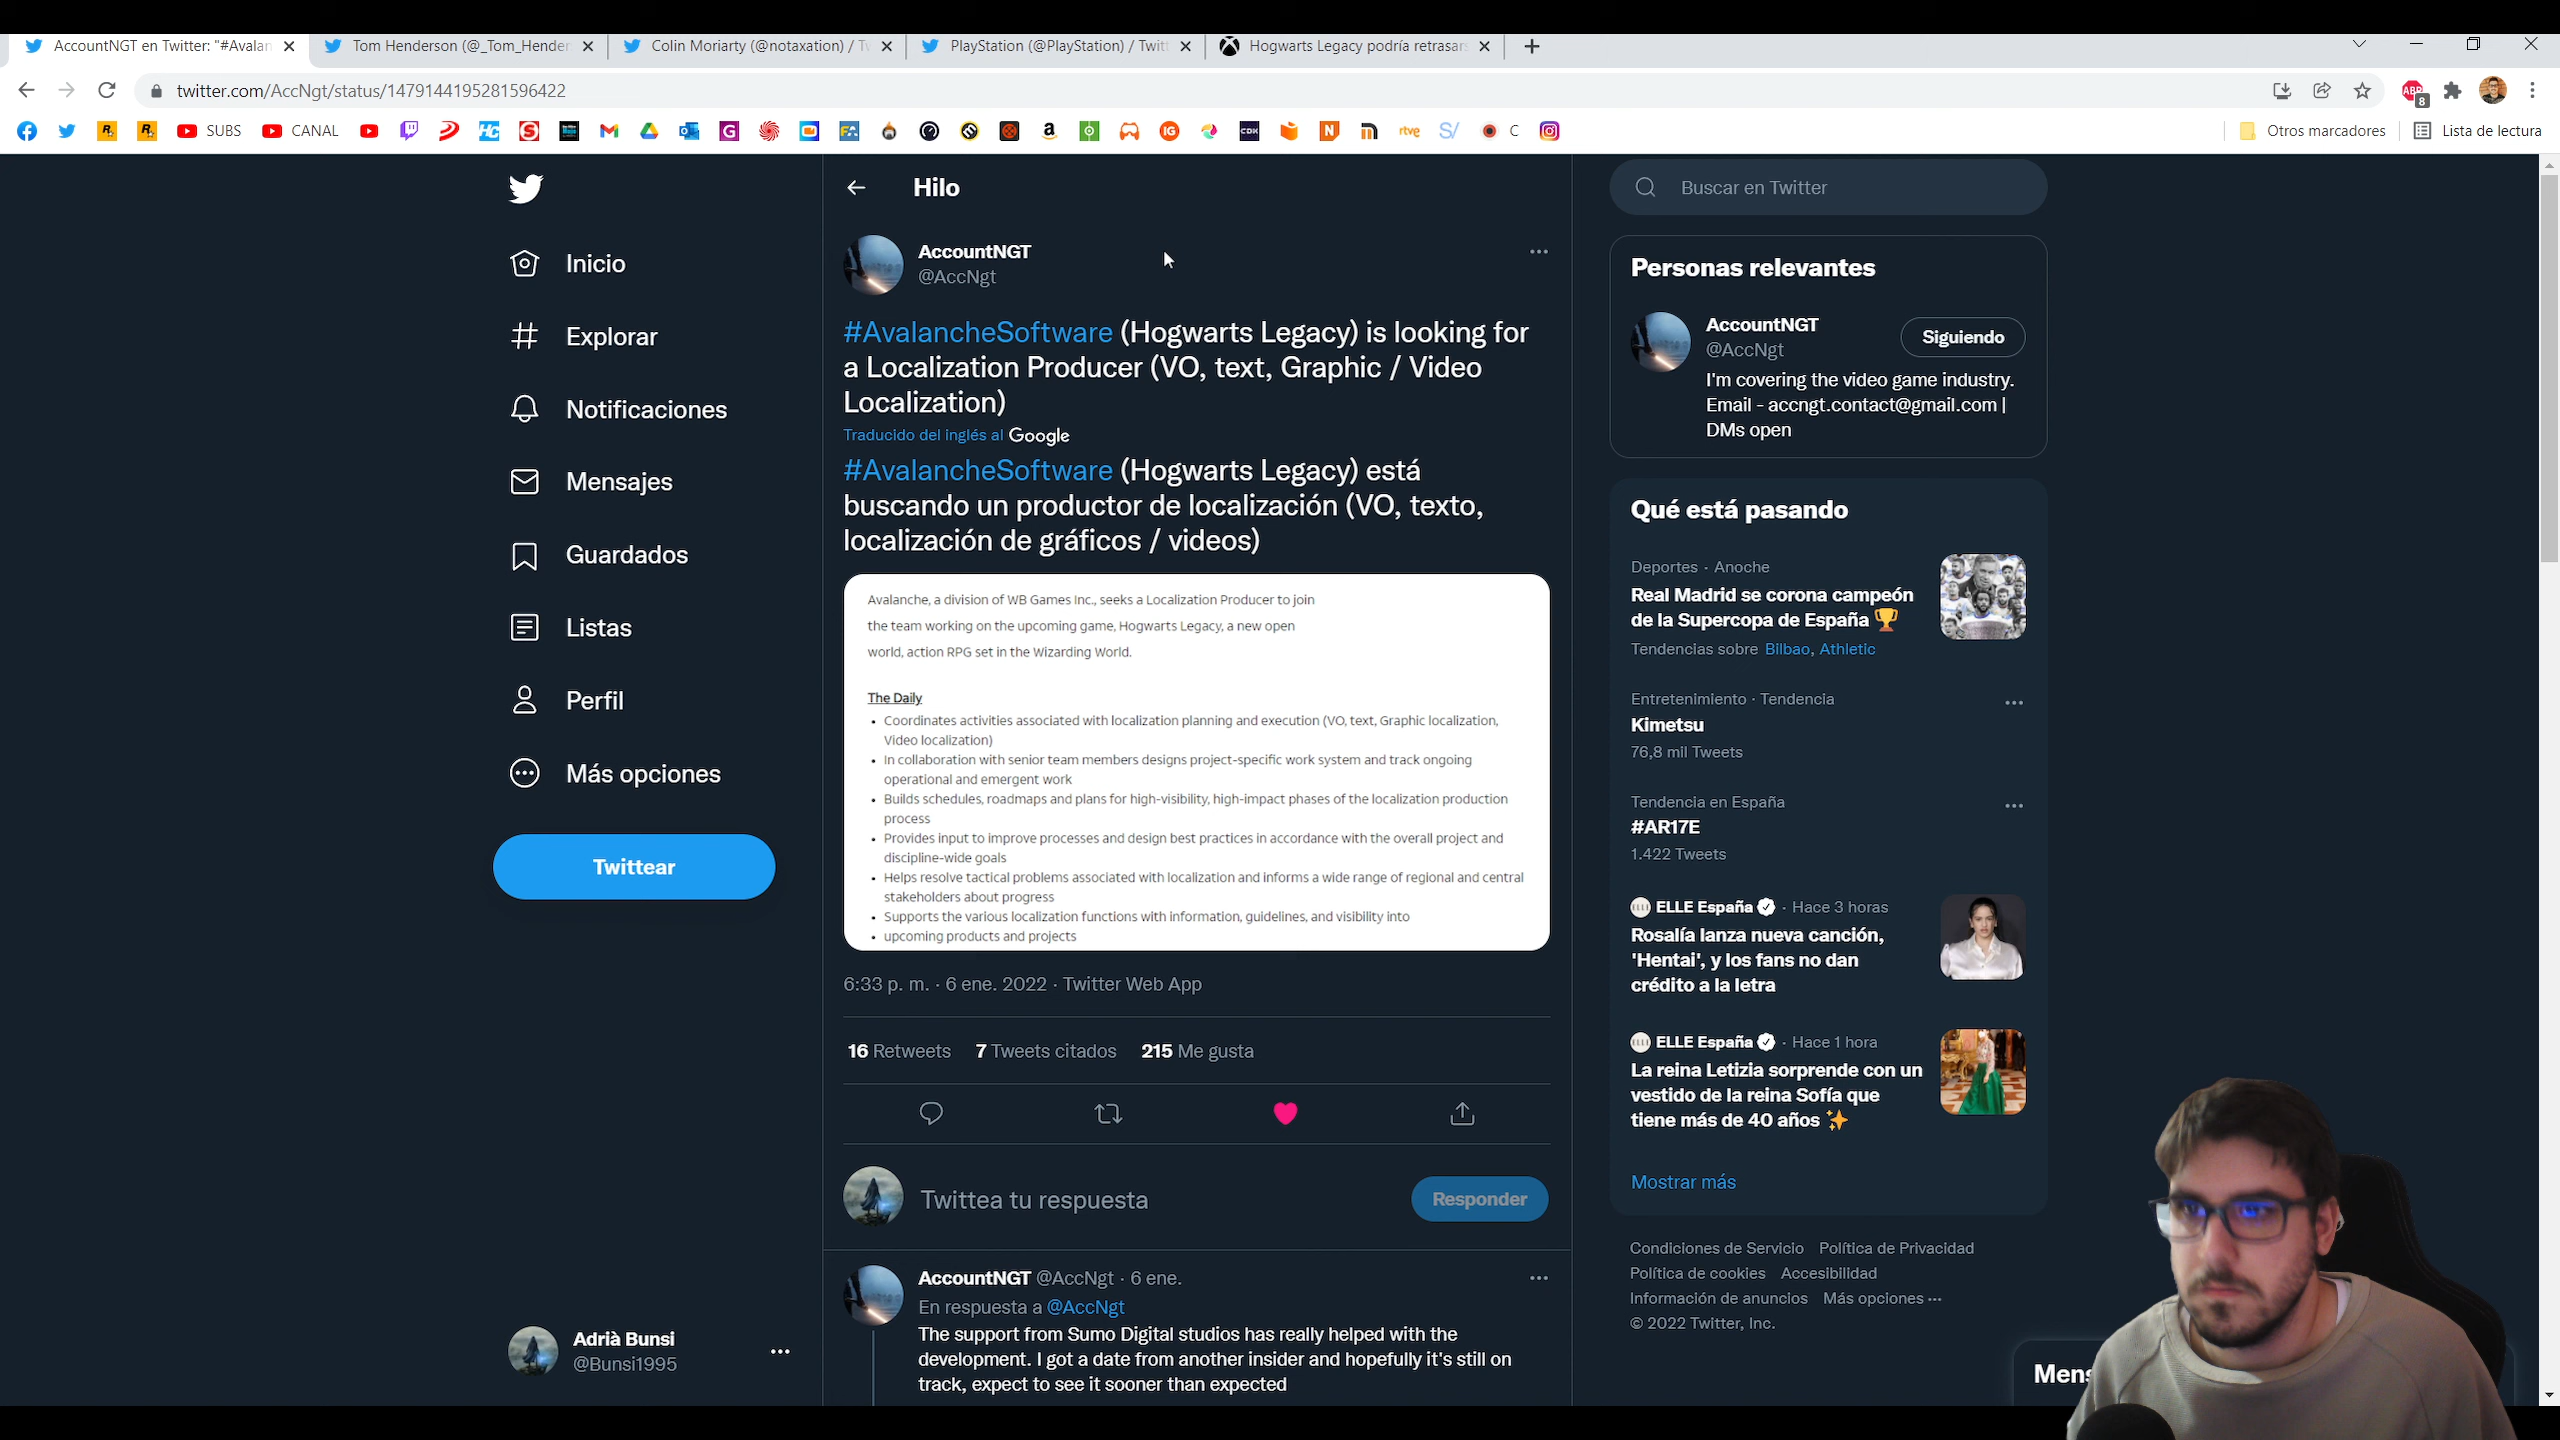 AccountNGT en Twitter: "#Avalan
Tom Henderson (@_Tom_Hender
Colin Moriarty (@notaxation) / Tw
PlayStation (@PlayStation) / Twitt
Hogwarts Legacy podría retrasars
twitter.com/AccNgt/status/1479144195281596422
ABP
8
SUBS
CANAL
rtve
C
Otros marcadores
Lista de lectura
Inicio
Explorar
Notificaciones
Mensajes
Guardados
Listas
Perfil
Más opciones
Twittear
Adrià Bunsi
@Bunsi1995
Hilo
AccountNGT
@AccNgt
#AvalancheSoftware (Hogwarts Legacy) is looking for
a Localization Producer (VO, text, Graphic / Video
Localization)
Traducido del inglés al Google
#AvalancheSoftware (Hogwarts Legacy) está
buscando un productor de localización (VO, texto,
localización de gráficos / videos)
Avalanche, a division of WB Games Inc., seeks a Localization Producer to join
the team working on the upcoming game, Hogwarts Legacy, a new open
world, action RPG set in the Wizarding World.
The Daily
• Coordinates activities associated with localization planning and execution (VO, text, Graphic localization,
Video localization)
• In collaboration with senior team members designs project-specific work system and track ongoing
operational and emergent work
• Builds schedules, roadmaps and plans for high-visibility, high-impact phases of the localization production
process
• Provides input to improve processes and design best practices in accordance with the overall project and
discipline-wide goals
• Helps resolve tactical problems associated with localization and informs a wide range of regional and central
stakeholders about progress
• Supports the various localization functions with information, guidelines, and visibility into
• upcoming products and projects
6:33 p. m. · 6 ene. 2022 · Twitter Web App
16 Retweets 7 Tweets citados 215 Me gusta
Twittea tu respuesta
Responder
AccountNGT @AccNgt · 6 ene.
En respuesta a @AccNgt
The support from Sumo Digital studios has really helped with the
development. I got a date from another insider and hopefully it's still on
track, expect to see it sooner than expected
Buscar en Twitter
Personas relevantes
AccountNGT
@AccNgt
Siguiendo
I'm covering the video game industry.
Email - accngt.contact@gmail.com |
DMs open
Qué está pasando
Deportes · Anoche
Real Madrid se corona campeón
de la Supercopa de España 🏆
Tendencias sobre Bilbao, Athletic
Entretenimiento · Tendencia
Kimetsu
76,8 mil Tweets
Tendencia en España
#AR17E
1.422 Tweets
ELLE España · Hace 3 horas
Rosalía lanza nueva canción,
'Hentai', y los fans no dan
crédito a la letra
ELLE España · Hace 1 hora
La reina Letizia sorprende con un
vestido de la reina Sofía que
tiene más de 40 años ✨
Mostrar más
Condiciones de Servicio Política de Privacidad
Política de cookies Accesibilidad
Información de anuncios Más opciones ···
© 2022 Twitter, Inc.
Mens